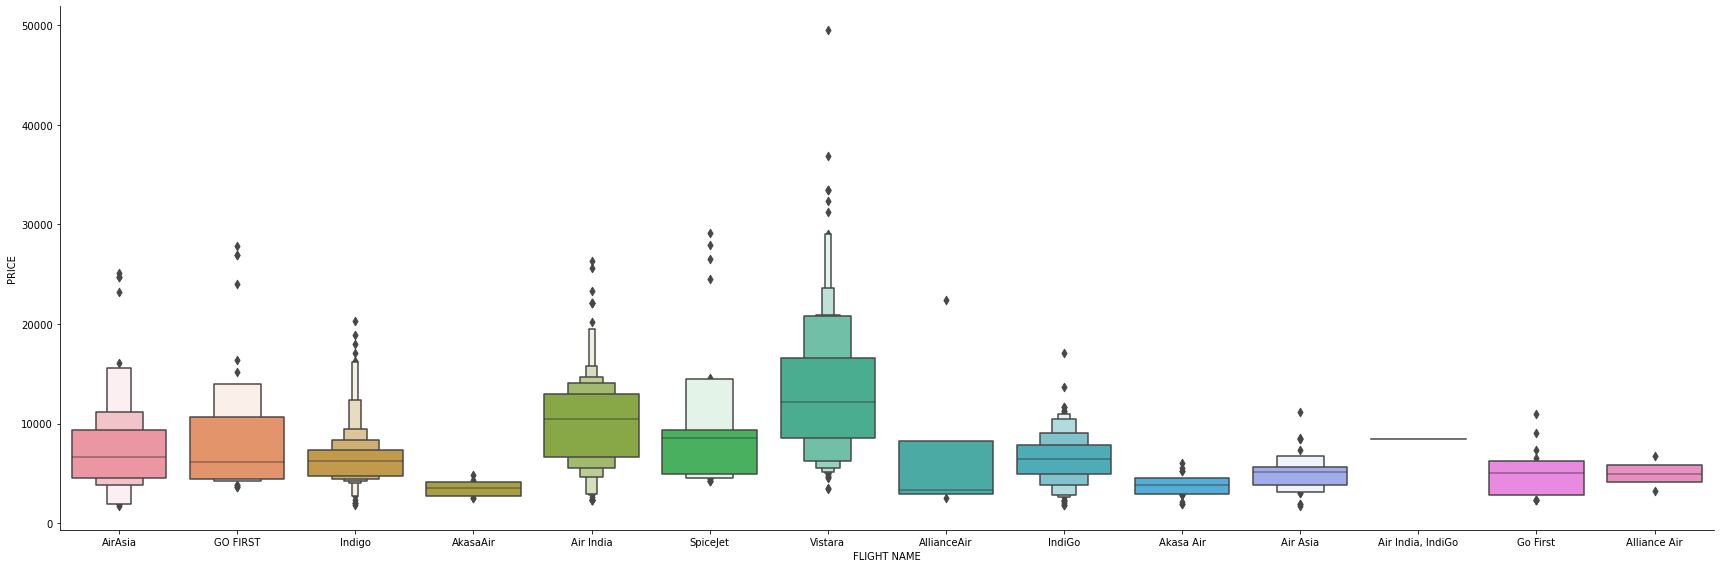 50000
40000
30000
20000
10000
0
PRICE
AirAsia GO FIRST Indigo AkasaAir Air India SpiceJet Vistara AllianceAir IndiGo Akasa Air Air Asia Air India, IndiGo Go First Alliance Air
FLIGHT NAME